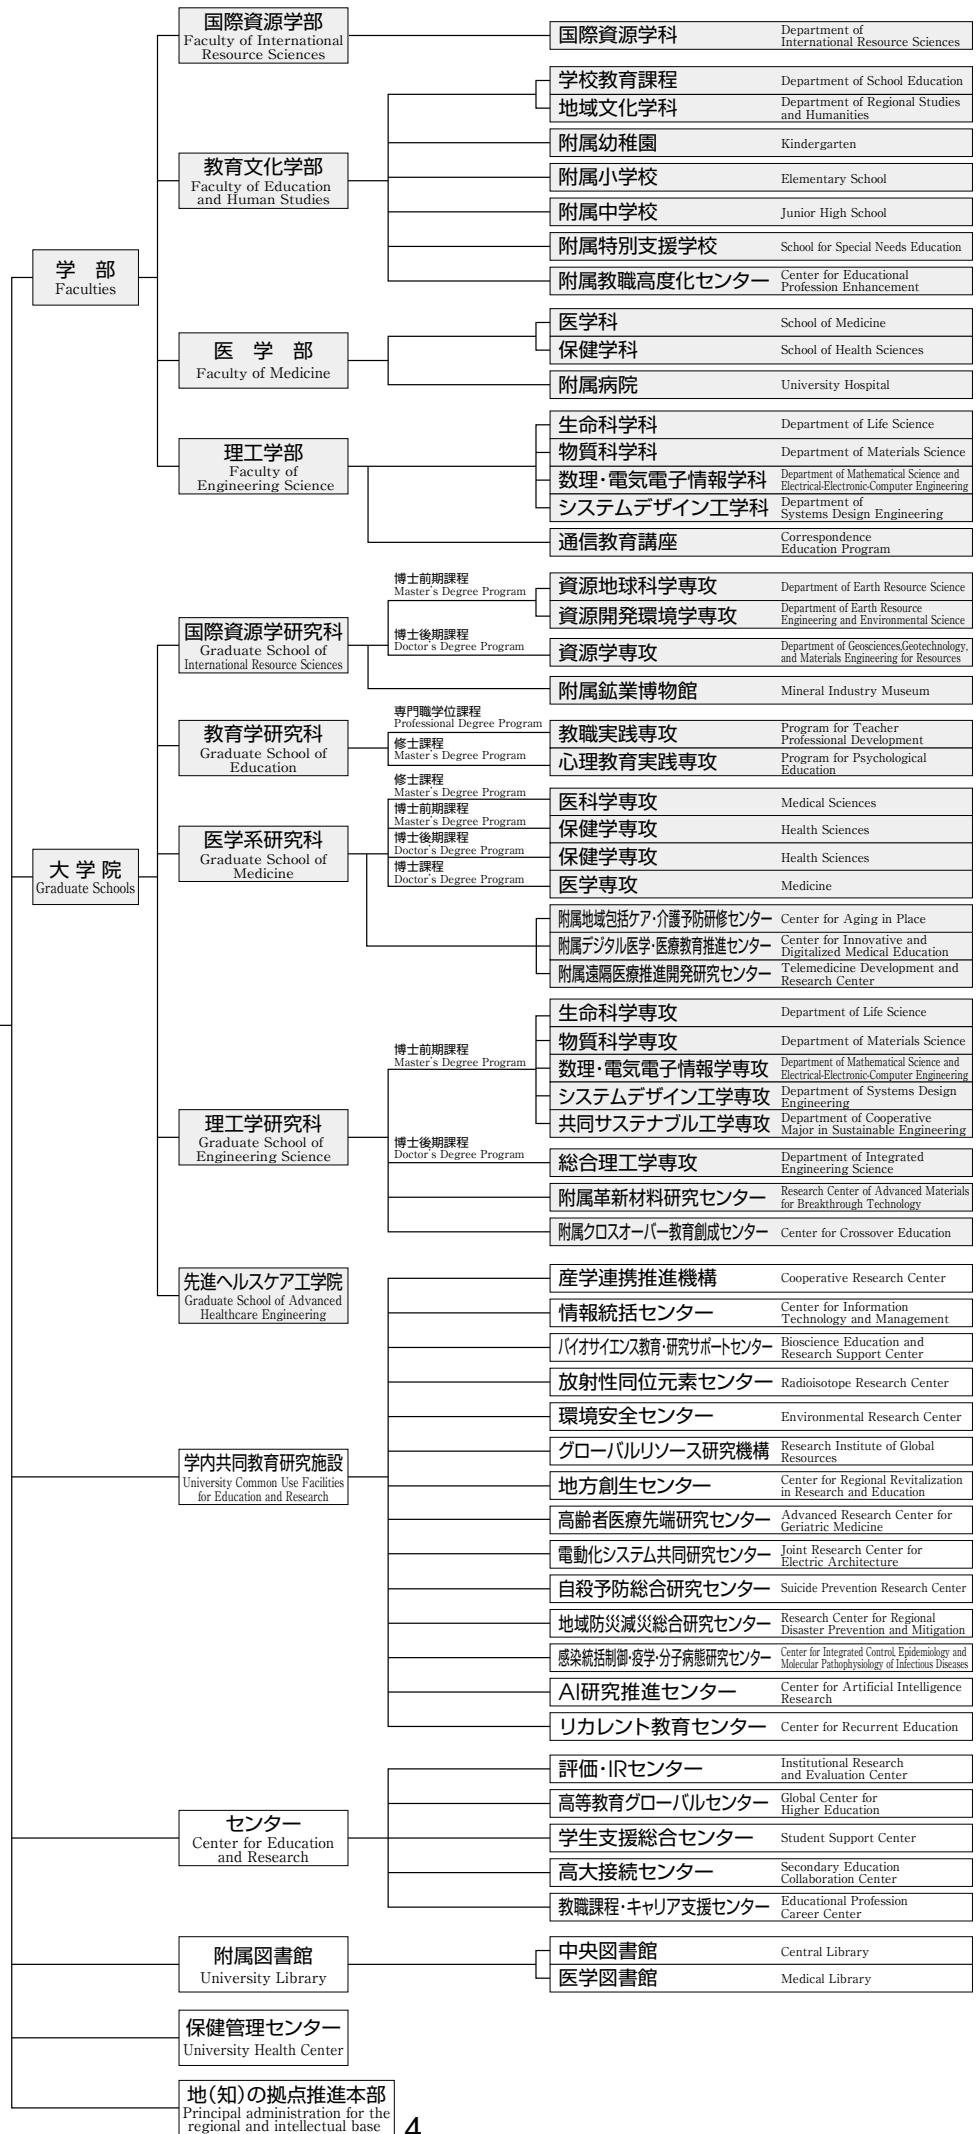 国際資源学部
Faculty of International
Resource Sciences
国際資源学科
Department of
International Resource Sciences
学校教育課程
Department of School Education
地域文化学科
Department of Regional Studies
and Humanities
附属幼稚園
Kindergarten
教育文化学部
Faculty of Education
and Human Studies
附属小学校
Elementary School
附属中学校
Junior High School
附属特別支援学校
School for Special Needs Education
学 部
Faculties
附属教職高度化センター
Center for Educational
Profession Enhancement
医 学 部
Faculty of Medicine
医学科
School of Medicine
保健学科
School of Health Sciences
附属病院
University Hospital
理工学部
Faculty of
Engineering Science
生命科学科
Department of Life Science
物質科学科
Department of Materials Science
数理・電気電子情報学科
Department of Mathematical Science and
Electrical-Electronic-Computer Engineering
システムデザイン工学科
Department of
Systems Design Engineering
通信教育講座
Correspondence
Education Program
国際資源学研究科
Graduate School of
International Resource Sciences
博士前期課程
Master's Degree Program
資源地球科学専攻
Department of Earth Resource Science
資源開発環境学専攻
Department of Earth Resource
Engineering and Environmental Science
博士後期課程
Doctor's Degree Program
資源学専攻
Department of Geosciences,Geotechnology,
and Materials Engineering for Resources
附属鉱業博物館
Mineral Industry Museum
教育学研究科
Graduate School of
Education
専門職学位課程
Professional Degree Program
教職実践専攻
Program for Teacher
Professional Development
修士課程
Master's Degree Program
心理教育実践専攻
Program for Psychological
Education
大 学 院
Graduate Schools
医学系研究科
Graduate School of
Medicine
修士課程
Master's Degree Program
医科学専攻
Medical Sciences
博士前期課程
Master's Degree Program
保健学専攻
Health Sciences
博士後期課程
Doctor's Degree Program
保健学専攻
Health Sciences
博士課程
Doctor's Degree Program
医学専攻
Medicine
附属地域包括ケア・介護予防研修センター
Center for Aging in Place
附属デジタル医学・医療教育推進センター
Center for Innovative and
Digitalized Medical Education
附属遠隔医療推進開発研究センター
Telemedicine Development and
Research Center
理工学研究科
Graduate School of
Engineering Science
博士前期課程
Master's Degree Program
生命科学専攻
Department of Life Science
物質科学専攻
Department of Materials Science
数理・電気電子情報学専攻
Department of Mathematical Science and
Electrical-Electronic-Computer Engineering
システムデザイン工学専攻
Department of Systems Design
Engineering
共同サステナブル工学専攻
Department of Cooperative
Major in Sustainable Engineering
博士後期課程
Doctor's Degree Program
総合理工学専攻
Department of Integrated
Engineering Science
附属革新材料研究センター
Research Center of Advanced Materials
for Breakthrough Technology
附属クロスオーバー教育創成センター
Center for Crossover Education
先進ヘルスケア工学院
Graduate School of Advanced
Healthcare Engineering
学内共同教育研究施設
University Common Use Facilities
for Education and Research
産学連携推進機構
Cooperative Research Center
情報統括センター
Center for Information
Technology and Management
バイオサイエンス教育・研究サポートセンター
Bioscience Education and
Research Support Center
放射性同位元素センター
Radioisotope Research Center
環境安全センター
Environmental Research Center
グローバルリソース研究機構
Research Institute of Global
Resources
地方創生センター
Center for Regional Revitalization
in Research and Education
高齢者医療先端研究センター
Advanced Research Center for
Geriatric Medicine
電動化システム共同研究センター
Joint Research Center for
Electric Architecture
自殺予防総合研究センター
Suicide Prevention Research Center
地域防災減災総合研究センター
Research Center for Regional
Disaster Prevention and Mitigation
感染統括制御・疫学・分子病態研究センター
Center for Integrated Control, Epidemiology and
Molecular Pathophysiology of Infectious Diseases
AI研究推進センター
Center for Artificial Intelligence
Research
リカレント教育センター
Center for Recurrent Education
センター
Center for Education
and Research
評価・IRセンター
Institutional Research
and Evaluation Center
高等教育グローバルセンター
Global Center for
Higher Education
学生支援総合センター
Student Support Center
高大接続センター
Secondary Education
Collaboration Center
教職課程・キャリア支援センター
Educational Profession
Career Center
附属図書館
University Library
中央図書館
Central Library
医学図書館
Medical Library
保健管理センター
University Health Center
地(知)の拠点推進本部
Principal administration for the
regional and intellectual base
4